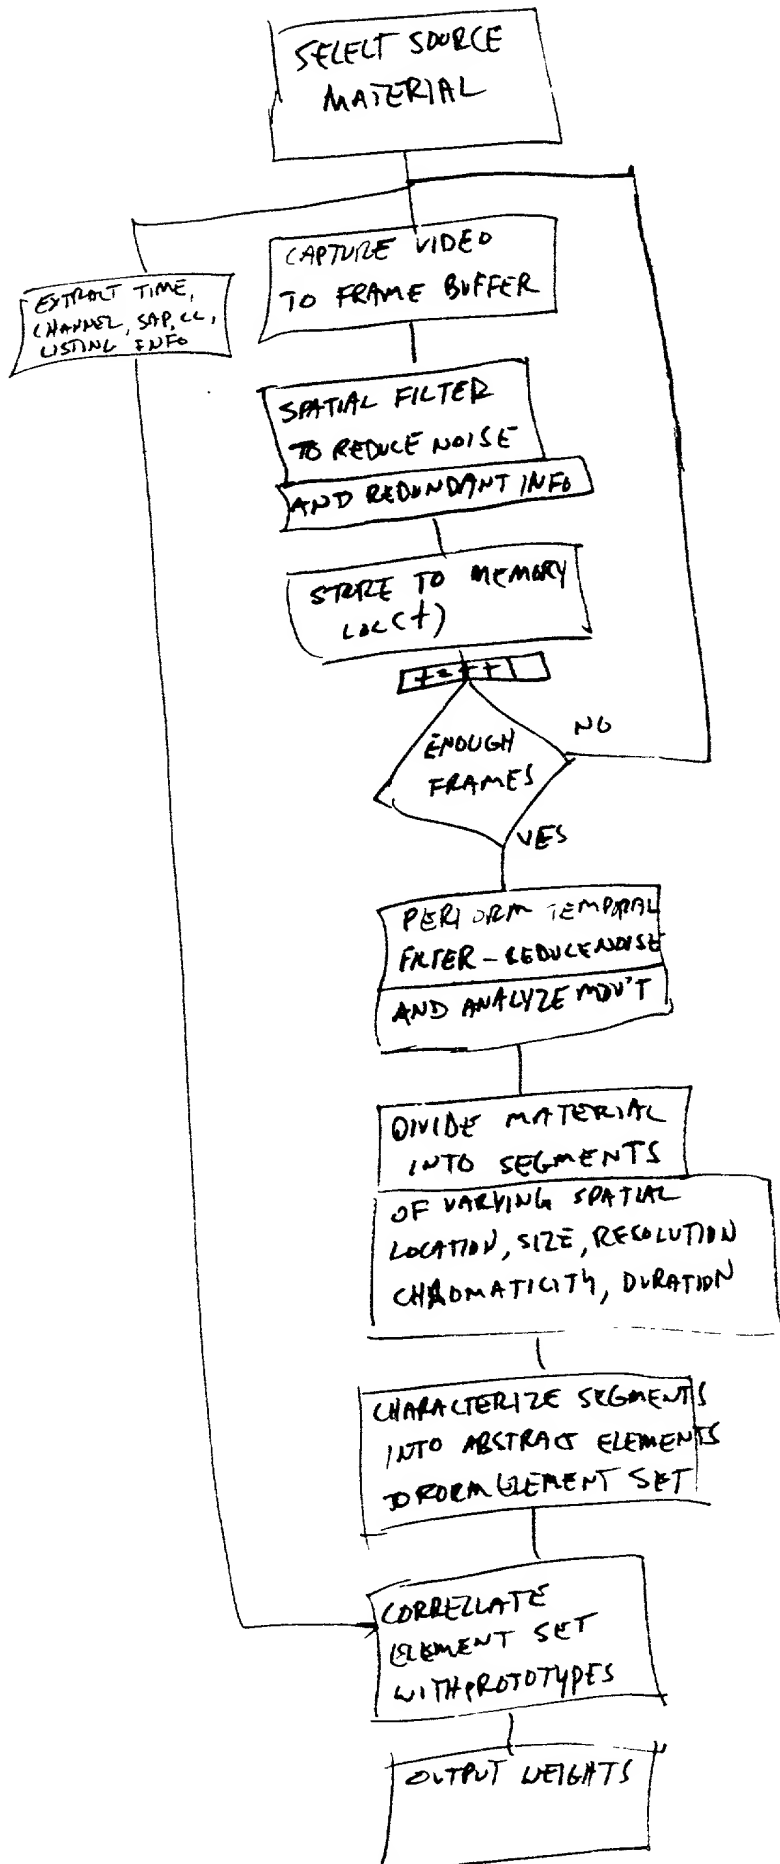 SELECT SOURCE
MATERIAL
CAPTURE VIDEO
TO FRAME BUFFER
EXTRACT TIME,
CHANNEL, SAP, CC,
LISTING INFO
SPATIAL FILTER
TO REDUCE NOISE
AND REDUNDANT INFO
STORE TO MEMORY
LOC(t)
t=t+1
ENOUGH
FRAMES
NO
YES
PERFORM TEMPORAL
FILTER - REDUCE NOISE
AND ANALYZE MOV'T
DIVIDE MATERIAL
INTO SEGMENTS
OF VARYING SPATIAL
LOCATION, SIZE, RESOLUTION
CHROMATICITY, DURATION
CHARACTERIZE SEGMENTS
INTO ABSTRACT ELEMENTS
TO FORM ELEMENT SET
CORRELLATE
ELEMENT SET
WITH PROTOTYPES
OUTPUT WEIGHTS